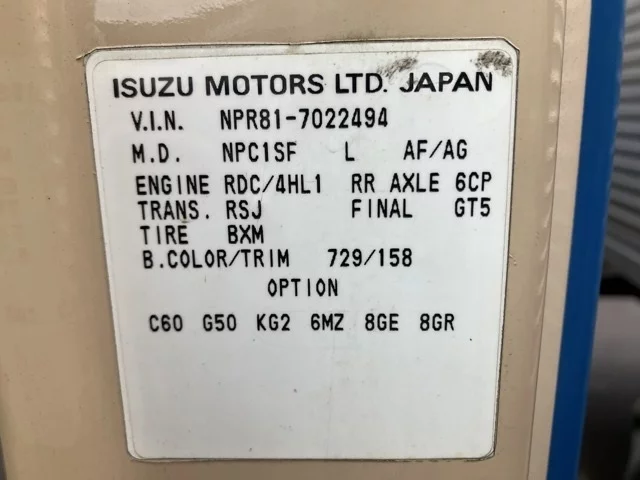 ISUZU MOTORS LTD. JAPAN
V.I.N. NPR81-7022494
M.D. NPC1SF L AF/AG
ENGINE RDC/4HL1 RR AXLE 6CP
TRANS. RSJ FINAL GT5
TIRE BXM
B.COLOR/TRIM 729/158
OPTION
C60 G50 KG2 6MZ 8GE 8GR